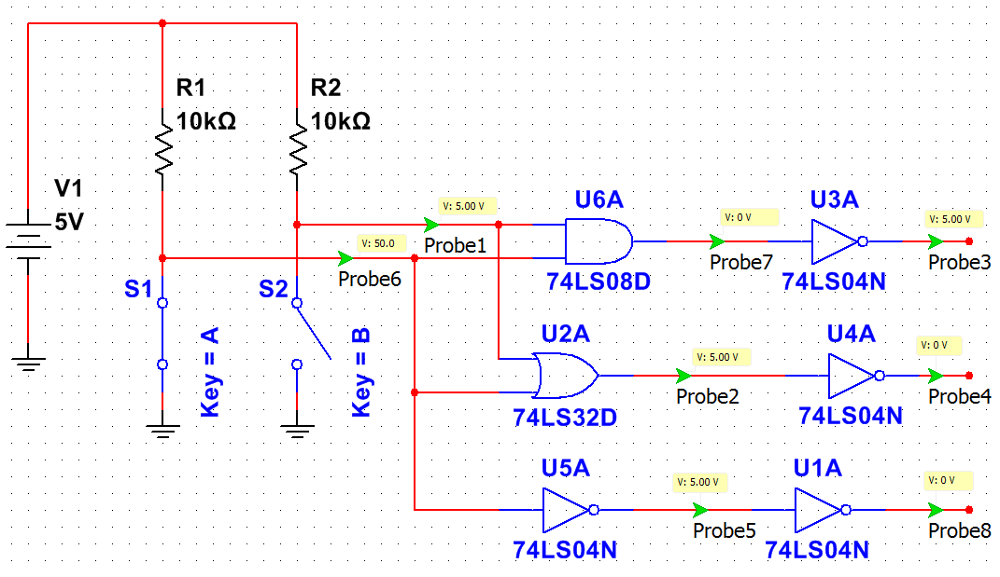 R1
10kΩ
R2
10kΩ
V1
5V
V: 5.00 V
Probe1
V: 50.0
Probe6
S1
Key = A
S2
Key = B
U6A
74LS08D
V: 0 V
Probe7
U3A
74LS04N
V: 5.00 V
Probe3
U2A
74LS32D
V: 5.00 V
Probe2
U4A
74LS04N
V: 0 V
Probe4
U5A
74LS04N
V: 5.00 V
Probe5
U1A
74LS04N
V: 0 V
Probe8